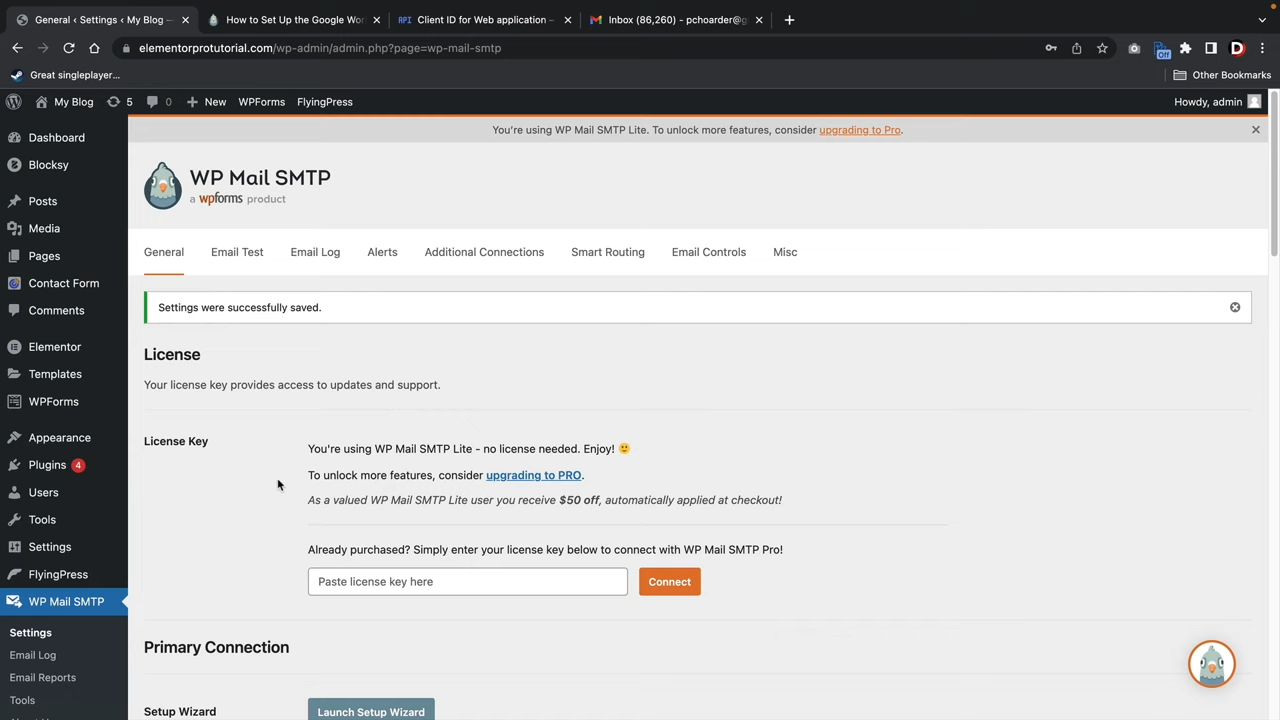 General < Settings < My Blog –
How to Set Up the Google Wor
API
Client ID for Web application –
Inbox (86,260) - pchoarder@g
elementorprotutorial.com/wp-admin/admin.php?page=wp-mail-smtp
Off
D
Great singleplayer...
Other Bookmarks
My Blog
5
0
New
WPForms
FlyingPress
Howdy, admin
Dashboard
Blocksy
Posts
Media
Pages
Contact Form
Comments
Elementor
Templates
WPForms
Appearance
Plugins 4
Users
Tools
Settings
FlyingPress
WP Mail SMTP
Settings
Email Log
Email Reports
Tools
You're using WP Mail SMTP Lite. To unlock more features, consider upgrading to Pro.
WP Mail SMTP
a wpforms product
General
Email Test
Email Log
Alerts
Additional Connections
Smart Routing
Email Controls
Misc
Settings were successfully saved.
License
Your license key provides access to updates and support.
License Key
You're using WP Mail SMTP Lite - no license needed. Enjoy! 🙂
To unlock more features, consider upgrading to PRO.
As a valued WP Mail SMTP Lite user you receive $50 off, automatically applied at checkout!
Already purchased? Simply enter your license key below to connect with WP Mail SMTP Pro!
Paste license key here
Connect
Primary Connection
Setup Wizard
Launch Setup Wizard